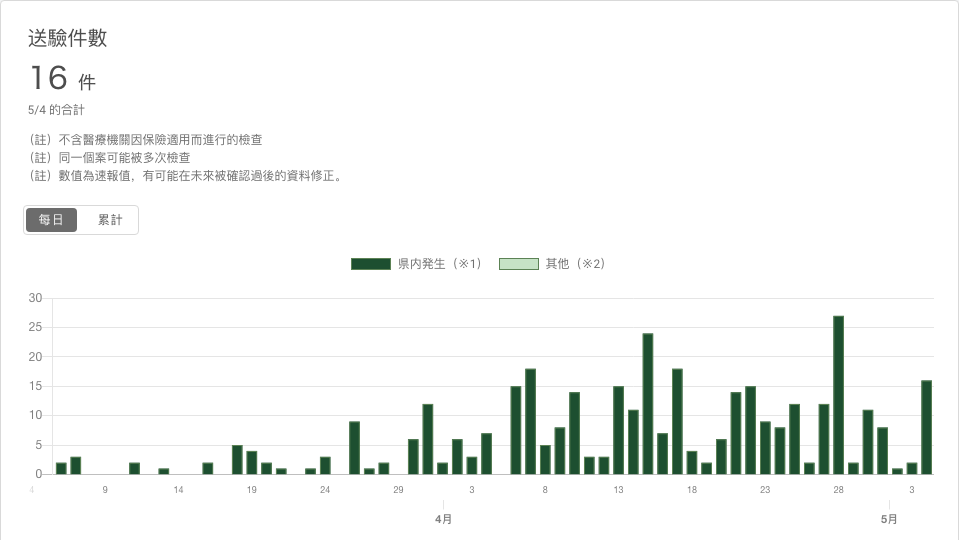 送驗件數
16 件
5/4 的合計
（註）不含醫療機關因保險適用而進行的檢查
（註）同一個案可能被多次檢查
（註）數值為速報值，有可能在未來被確認過後的資料修正。
每日 累計
県内発生（※1） 其他（※2）
30
25
20
15
10
5
0
4 9 14 19 24 29 3 8 13 18 23 28 3
4月 5月